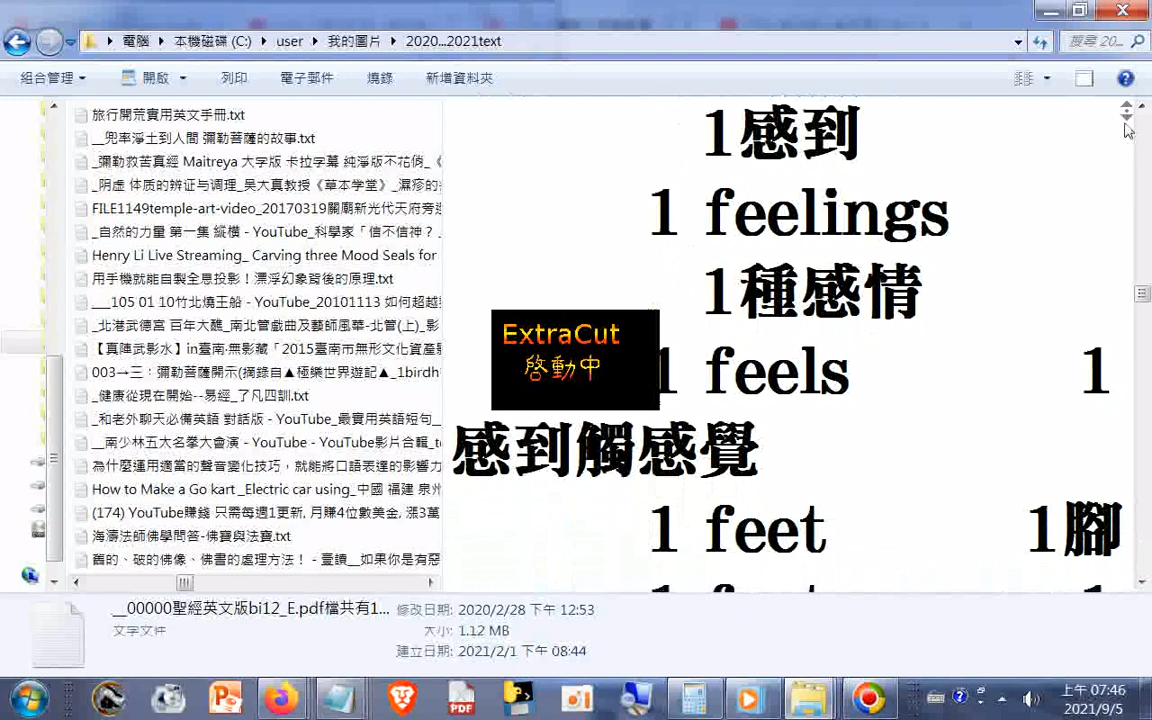 電腦 本機磁碟 (C:) user 我的圖片 2020...2021text
搜尋 20...
組合管理 開啟 列印 電子郵件 燒錄 新增資料夾
旅行開荒實用英文手冊.txt
__兜率淨土到人間 彌勒菩薩的故事.txt
_彌勒救苦真經 Maitreya 大字版 卡拉字幕 純淨版不花俏_《
_阴虚 体质的辨证与调理_吴大真教授《草本学堂》_濕疹的
FILE1149temple-art-video_20170319關廟新光代天府旁
_自然的力量 第一集 縱橫 - YouTube_科學家「信不信神？
Henry Li Live Streaming_ Carving three Mood Seals for
用手機就能自製全息投影！漂浮幻象背後的原理.txt
___105 01 10竹北燒王船 - YouTube_20101113 如何超越
_北港武德宮 百年大醮_南北管戲曲及藝師風華-北管(上)_影
【真陣武影水】in臺南·無影藏「2015臺南市無形文化資產
003→三︰彌勒菩薩開示(摘錄自▲極樂世界遊記▲_1birdh
_健康從現在開始--易經_了凡四訓.txt
_和老外聊天必備英語 對話版 - YouTube_最實用英語短句_
__南少林五大名拳大會演 - YouTube - YouTube影片合輯_t
為什麼運用適當的聲音變化技巧，就能將口語表達的影響力
How to Make a Go kart _Electric car using_中國 福建 泉州
(174) YouTube賺錢 只需每週1更新, 月賺4位數美金, 漲3萬
海濤法師佛學問答-佛寶與法寶.txt
舊的、破的佛像、佛書的處理方法！ - 壹讀__如果你是有惡
1感到
1 feelings
1種感情
1 feels 1
感到觸感覺
1 feet 1腳
ExtraCut
啓動中
__00000聖經英文版bi12_E.pdf檔共有1...
文字文件
修改日期: 2020/2/28 下午 12:53
大小: 1.12 MB
建立日期: 2021/2/1 下午 08:44
上午 07:46
2021/9/5